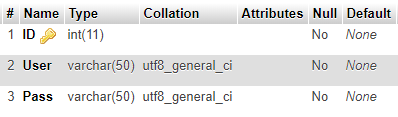 # Name Type Collation Attributes Null Default
1 ID int(11) No None
2 User varchar(50) utf8_general_ci No None
3 Pass varchar(50) utf8_general_ci No None